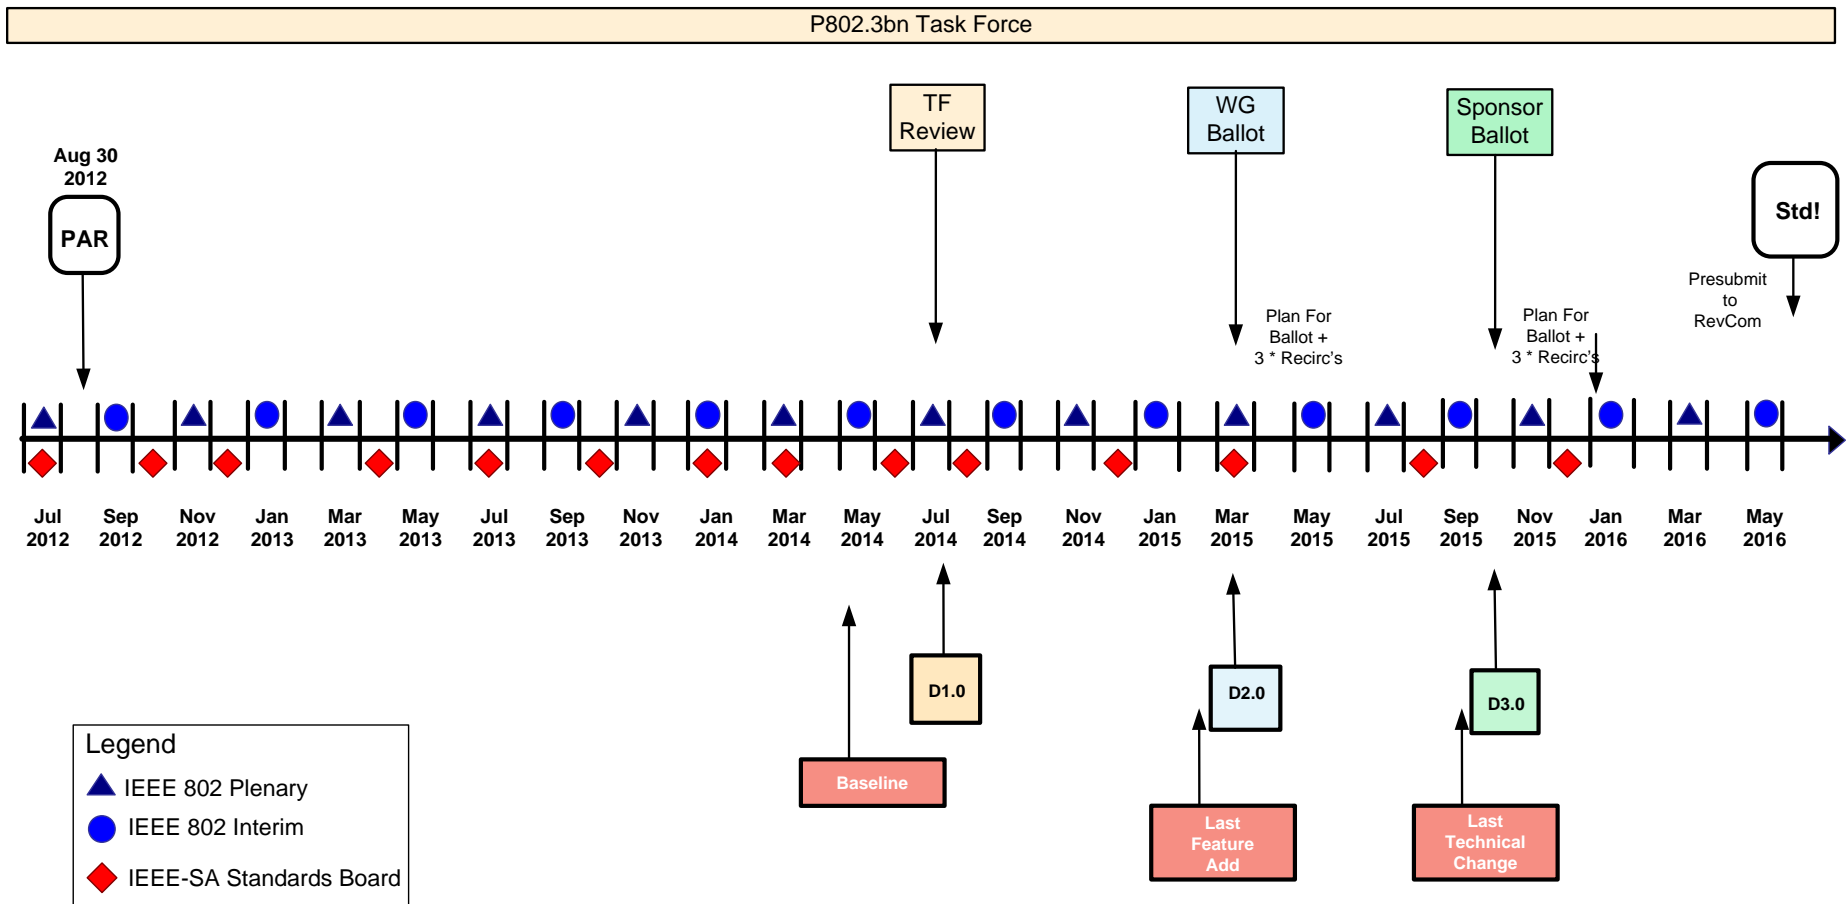 P802.3bn Task Force
TF
Review
WG
Ballot
Sponsor
Ballot
Aug 30
2012
PAR
Std!
Presubmit
to
RevCom
Plan For
Ballot +
3 * Recirc's
Plan For
Ballot +
3 * Recirc's
Jul
2012
Sep
2012
Nov
2012
Jan
2013
Mar
2013
May
2013
Jul
2013
Sep
2013
Nov
2013
Jan
2014
Mar
2014
May
2014
Jul
2014
Sep
2014
Nov
2014
Jan
2015
Mar
2015
May
2015
Jul
2015
Sep
2015
Nov
2015
Jan
2016
Mar
2016
May
2016
D1.0
D2.0
D3.0
Baseline
Last
Feature
Add
Last
Technical
Change
Legend
IEEE 802 Plenary
IEEE 802 Interim
IEEE-SA Standards Board